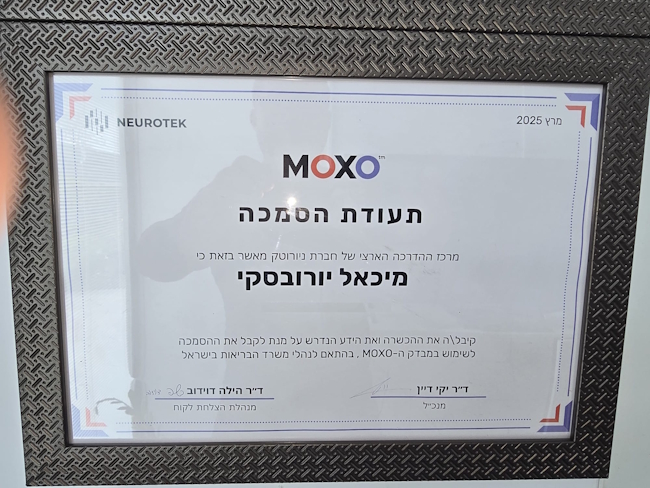 NEUROTEK
מרץ 2025
MOXO™
תעודת הסמכה
מרכז ההדרכה הארצי של חברת ניורוטק מאשר בזאת כי
מיכאל יורובסקי
קיבל\ה את ההכשרה ואת הידע הנדרש על מנת לקבל את ההסמכה
לשימוש במבדק ה-MOXO , בהתאם לנהלי משרד הבריאות בישראל
ד״ר יקי דיין
מנכ״ל
ד״ר הילה דוידוב
מנהלת הצלחת לקוח